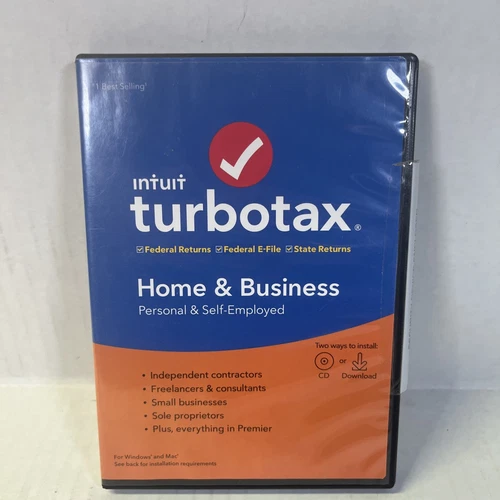 #1 Best Selling¹
intuit
turbotax®
Federal Returns Federal E-File State Returns
Home & Business
Personal & Self-Employed
Two ways to install:
CD or Download
• Independent contractors
• Freelancers & consultants
• Small businesses
• Sole proprietors
• Plus, everything in Premier
For Windows® and Mac®
See back for installation requirements